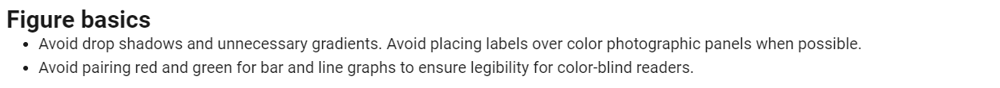 Figure basics
• Avoid drop shadows and unnecessary gradients. Avoid placing labels over color photographic panels when possible.
• Avoid pairing red and green for bar and line graphs to ensure legibility for color-blind readers.